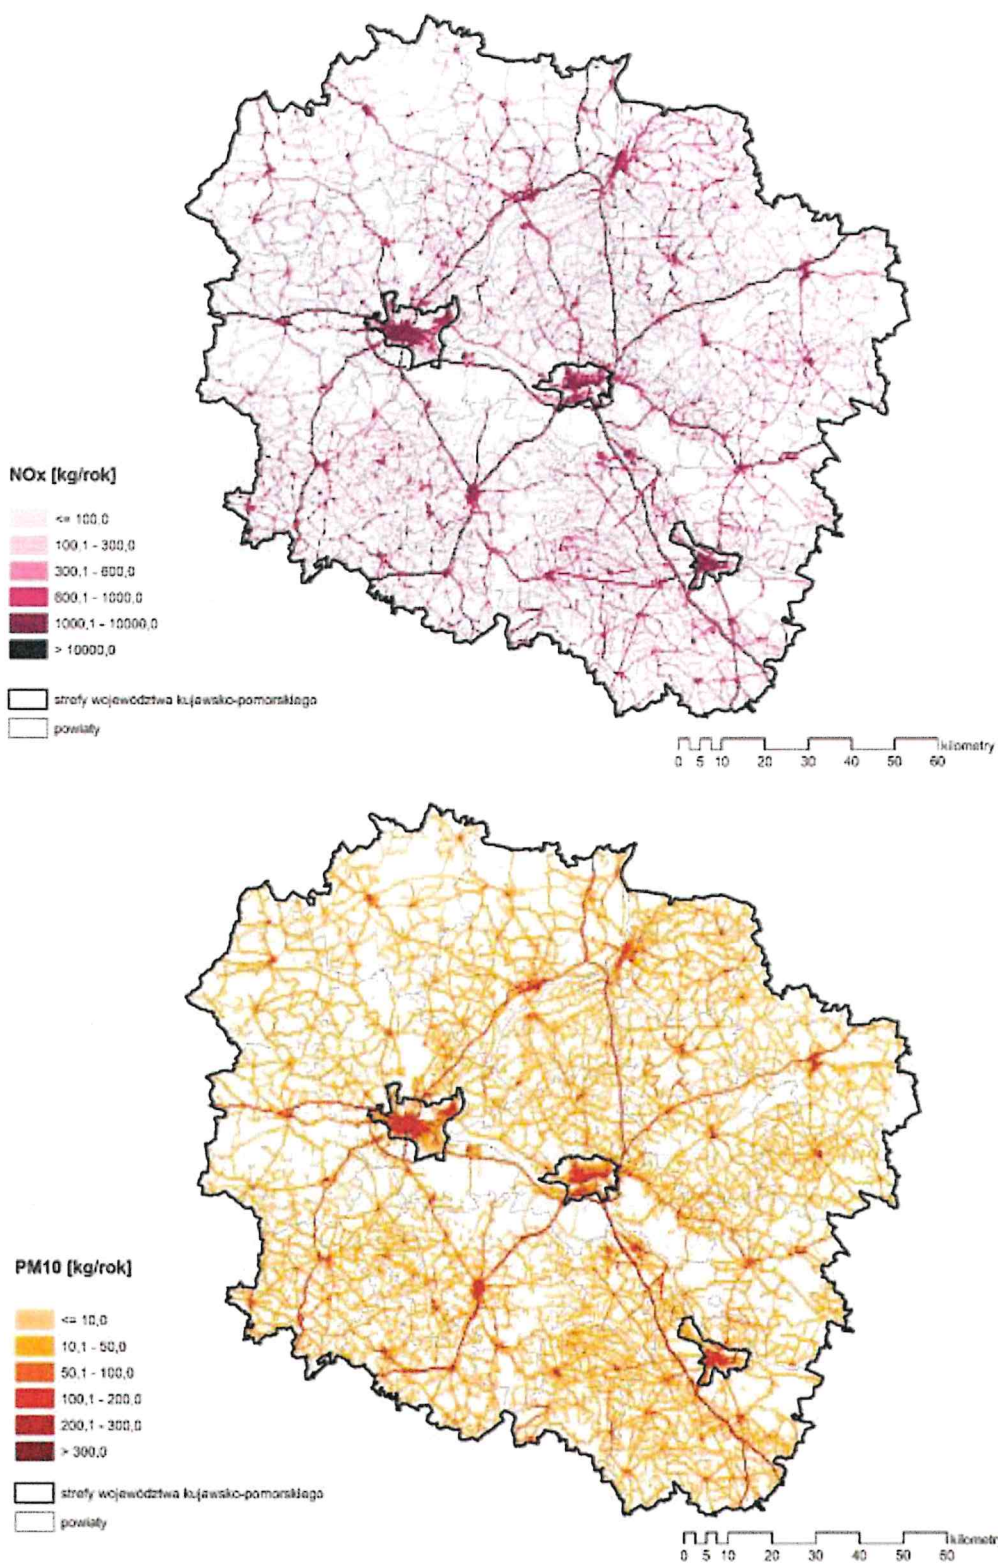 NOx [kg/rok]
<= 100,0
100,1 - 300,0
300,1 - 600,0
600,1 - 1000,0
1000,1 - 10000,0
> 10000,0
strefy województwa kujawsko-pomorskiego
powiaty
kilometry
0 5 10 20 30 40 50 60
PM10 [kg/rok]
<= 10,0
10,1 - 50,0
50,1 - 100,0
100,1 - 200,0
200,1 - 300,0
> 300,0
strefy województwa kujawsko-pomorskiego
powiaty
kilometry
0 5 10 20 30 40 50 60